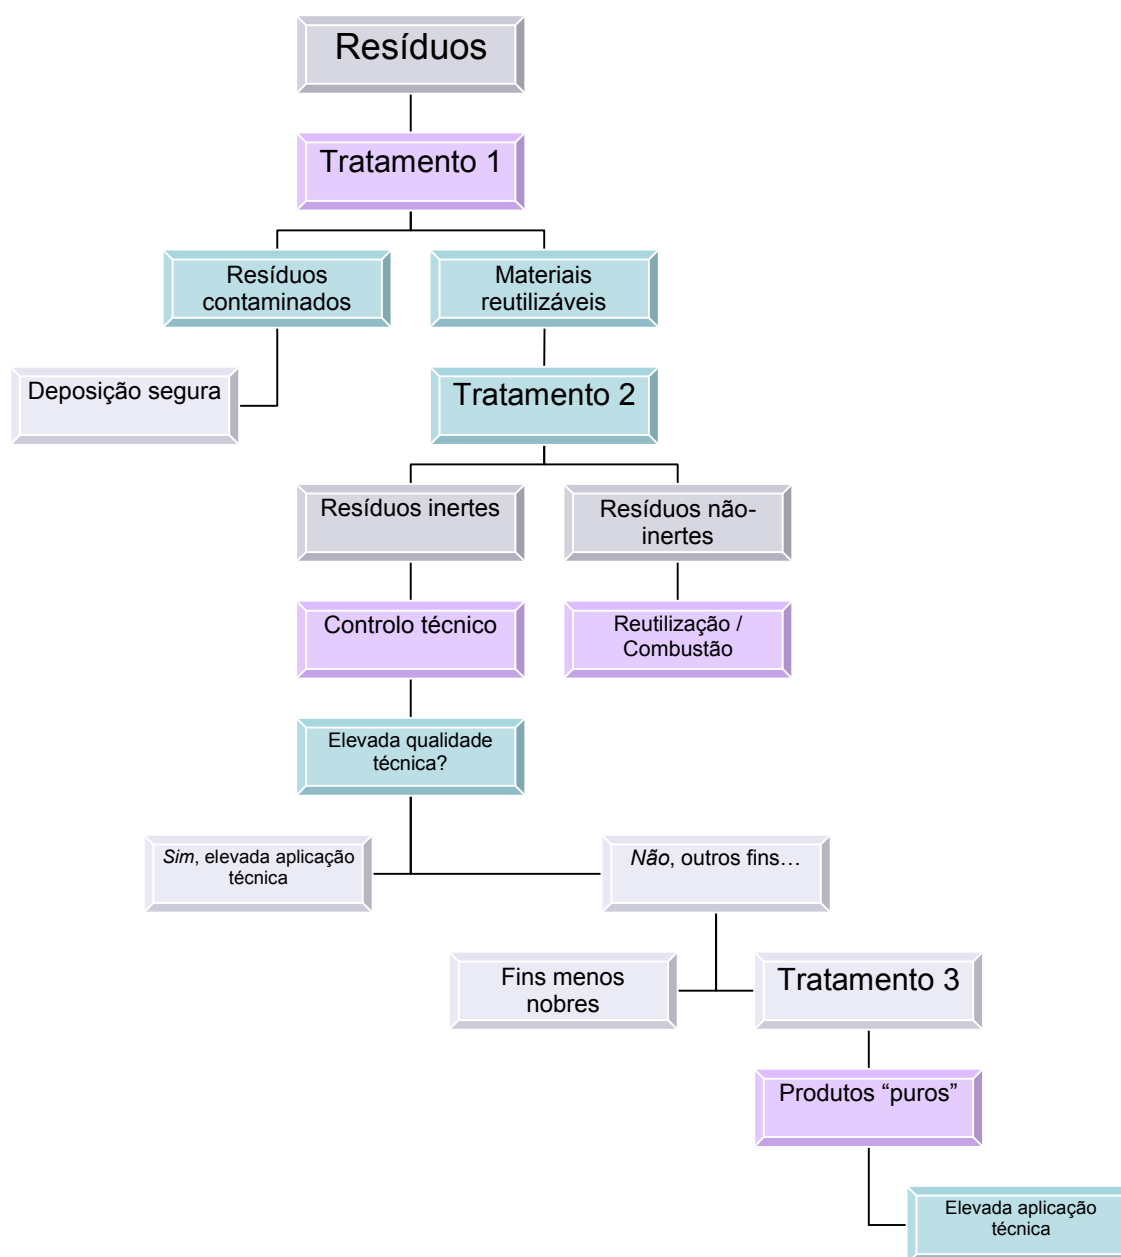 Resíduos
Tratamento 1
Resíduos
contaminados
Materiais
reutilizáveis
Deposição segura
Tratamento 2
Resíduos inertes
Resíduos não-
inertes
Controlo técnico
Reutilização /
Combustão
Elevada qualidade
técnica?
Sim, elevada aplicação
técnica
Não, outros fins…
Fins menos
nobres
Tratamento 3
Produtos “puros”
Elevada aplicação
técnica